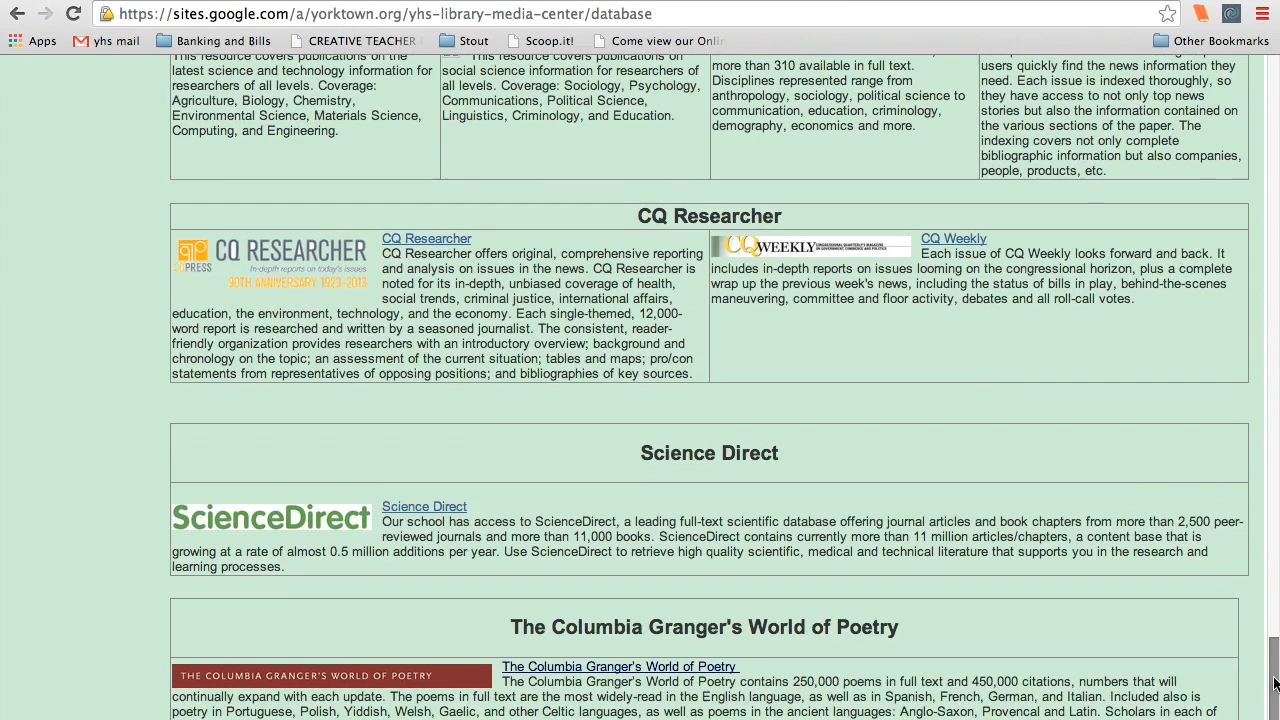 https://sites.google.com/a/yorktown.org/yhs-library-media-center/database
Apps yhs mail Banking and Bills CREATIVE TEACHER Stout Scoop.it! Come view our Onli Other Bookmarks
This resource covers publications on the
latest science and technology information for
researchers of all levels. Coverage:
Agriculture, Biology, Chemistry,
Environmental Science, Materials Science,
Computing, and Engineering.
This resource covers publications on
social science information for researchers of
all levels. Coverage: Sociology, Psychology,
Communications, Political Science,
Linguistics, Criminology, and Education.
more than 310 available in full text.
Disciplines represented range from
anthropology, sociology, political science to
communication, education, criminology,
demography, economics and more.
users quickly find the news information they
need. Each issue is indexed thoroughly, so
they have access to not only top news
stories but also the information contained on
the various sections of the paper. The
indexing covers not only complete
bibliographic information but also companies,
people, products, etc.
CQ Researcher
CQ RESEARCHER
CQPRESS In-depth reports on today's issues
90TH ANNIVERSARY 1923-2013
CQ Researcher
CQ Researcher offers original, comprehensive reporting
and analysis on issues in the news. CQ Researcher is
noted for its in-depth, unbiased coverage of health,
social trends, criminal justice, international affairs,
education, the environment, technology, and the economy. Each single-themed, 12,000-
word report is researched and written by a seasoned journalist. The consistent, reader-
friendly organization provides researchers with an introductory overview; background and
chronology on the topic; an assessment of the current situation; tables and maps; pro/con
statements from representatives of opposing positions; and bibliographies of key sources.
CQ WEEKLY CONGRESSIONAL QUARTERLY'S MAGAZINE
ON GOVERNMENT, COMMERCE AND POLITICS
CQ Weekly
Each issue of CQ Weekly looks forward and back. It
includes in-depth reports on issues looming on the congressional horizon, plus a complete
wrap up the previous week's news, including the status of bills in play, behind-the-scenes
maneuvering, committee and floor activity, debates and all roll-call votes.
Science Direct
ScienceDirect
Science Direct
Our school has access to ScienceDirect, a leading full-text scientific database offering journal articles and book chapters from more than 2,500 peer-
reviewed journals and more than 11,000 books. ScienceDirect contains currently more than 11 million articles/chapters, a content base that is
growing at a rate of almost 0.5 million additions per year. Use ScienceDirect to retrieve high quality scientific, medical and technical literature that supports you in the research and
learning processes.
The Columbia Granger's World of Poetry
THE COLUMBIA GRANGER'S WORLD OF POETRY
The Columbia Granger's World of Poetry
The Columbia Granger's World of Poetry contains 250,000 poems in full text and 450,000 citations, numbers that will
continually expand with each update. The poems in full text are the most widely-read in the English language, as well as in Spanish, French, German, and Italian. Included also is
poetry in Portuguese, Polish, Yiddish, Welsh, Gaelic, and other Celtic languages, as well as poems in the ancient languages: Anglo-Saxon, Provencal and Latin. Scholars in each of